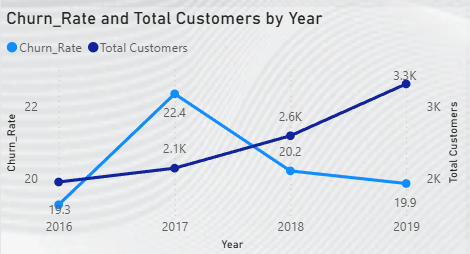 Churn_Rate and Total Customers by Year
Churn_Rate Total Customers
3.3K
22 22.4 2.6K 3K
2.1K 20.2
20 2K
19.3 19.9
2016 2017 2018 2019
Year
Churn_Rate
Total Customers